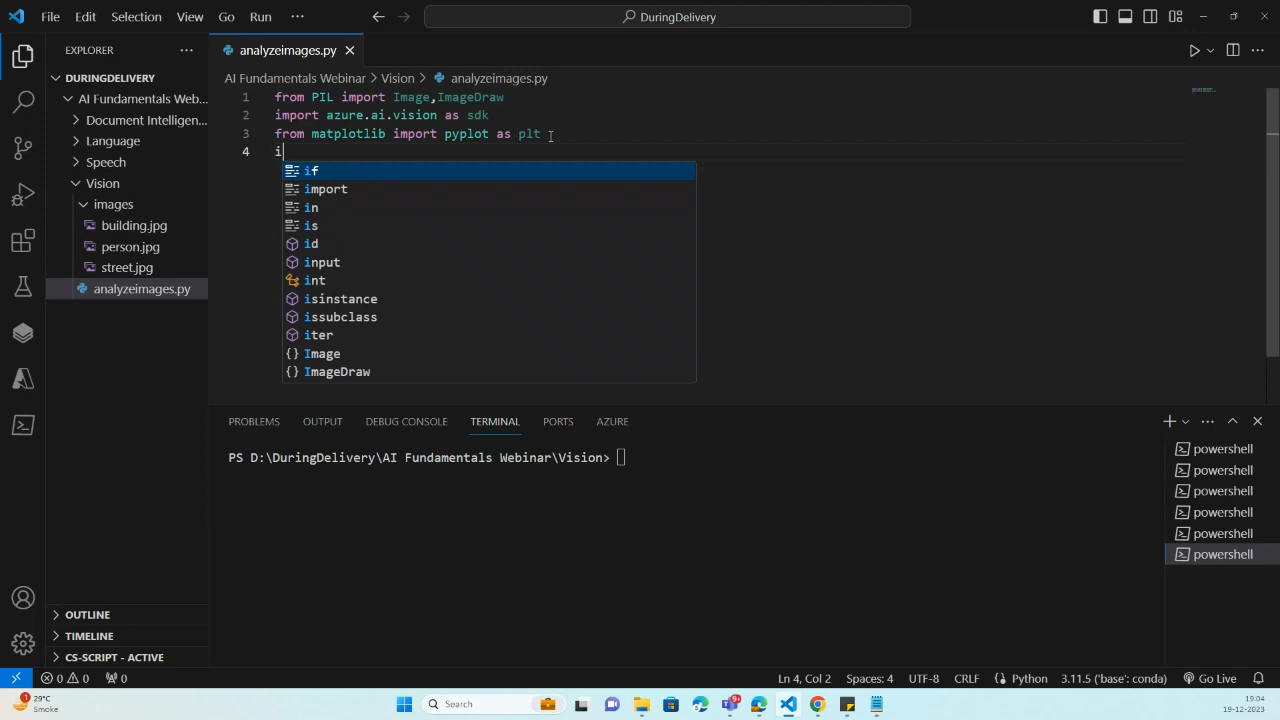 File Edit Selection View Go Run ··· DuringDelivery
EXPLORER
DURINGDELIVERY
AI Fundamentals Web...
Document Intelligen...
Language
Speech
Vision
images
building.jpg
person.jpg
street.jpg
analyzeimages.py
OUTLINE
TIMELINE
CS-SCRIPT - ACTIVE
analyzeimages.py
AI Fundamentals Webinar > Vision > analyzeimages.py
1 from PIL import Image,ImageDraw
2 import azure.ai.vision as sdk
3 from matplotlib import pyplot as plt
4 i
if
import
in
is
id
input
int
isinstance
issubclass
iter
Image
ImageDraw
PROBLEMS OUTPUT DEBUG CONSOLE TERMINAL PORTS AZURE
PS D:\DuringDelivery\AI Fundamentals Webinar\Vision>
powershell
powershell
powershell
powershell
powershell
powershell
0 0 0 Ln 4, Col 2 Spaces: 4 UTF-8 CRLF Python 3.11.5 ('base': conda) Go Live
29°C
Smoke
Search
19:04
19-12-2023